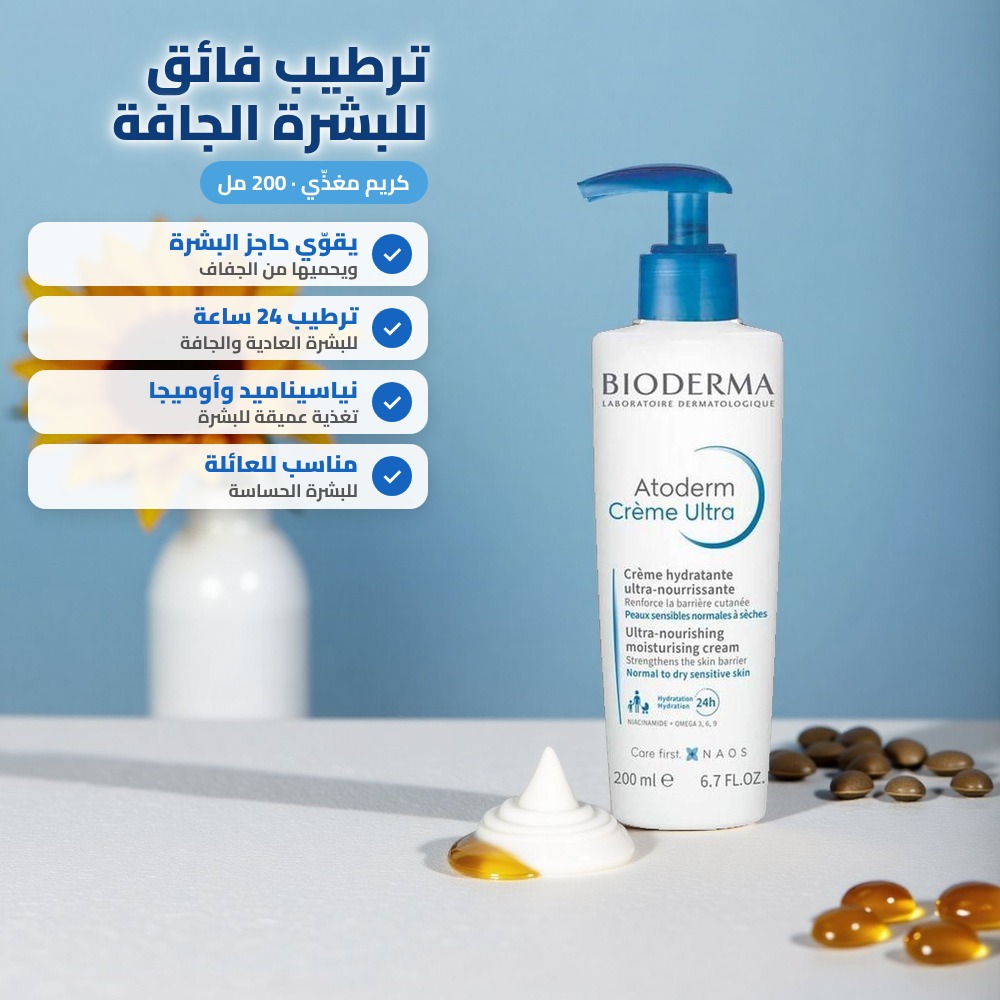 ترطيب فائق
للبشرة الجافة
كريم مغذّي · 200 مل
يقوّي حاجز البشرة
ويحميها من الجفاف
ترطيب 24 ساعة
للبشرة العادية والجافة
نياسيناميد وأوميجا
تغذية عميقة للبشرة
مناسب للعائلة
للبشرة الحساسة
BIODERMA
LABORATOIRE DERMATOLOGIQUE
Atoderm
Crème Ultra
Crème hydratante
ultra-nourrissante
Renforce la barrière cutanée
Peaux sensibles normales à sèches
Ultra-nourishing
moisturising cream
Strengthens the skin barrier
Normal to dry sensitive skin
Hydratation
Hydration 24h
NIACINAMIDE + OMEGA 3, 6, 9
Care first. NAOS
200 ml ℮ 6.7 FL.OZ.